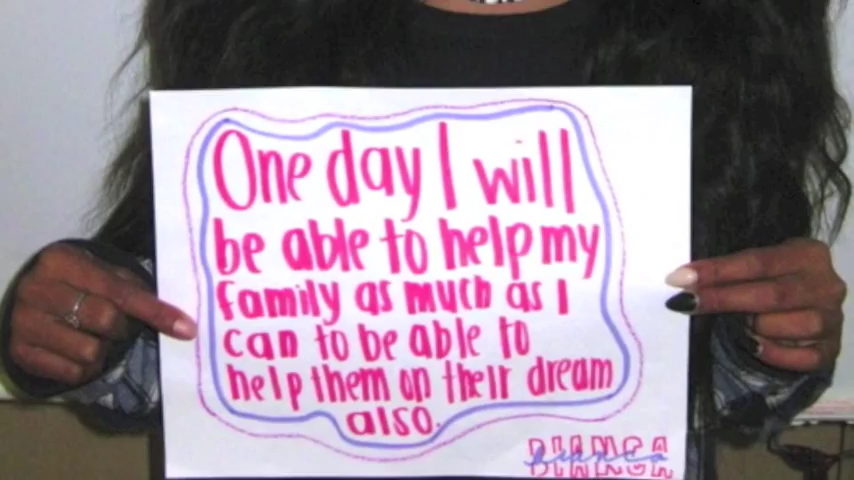 One day I will
be able to help my
family as much as I
can to be able to
help them on their dream
also.
BIANCA
Bianca